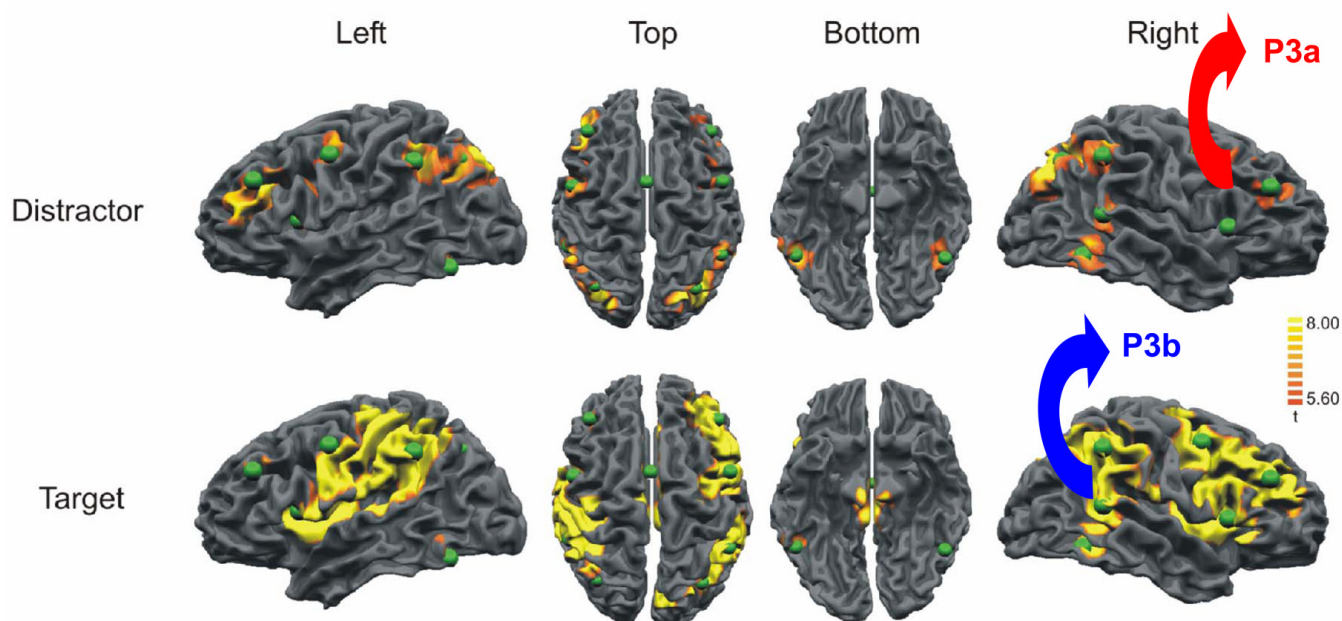 Left
Top
Bottom
Right
P3a
Distractor
P3b
8.00
5.60
t
Target